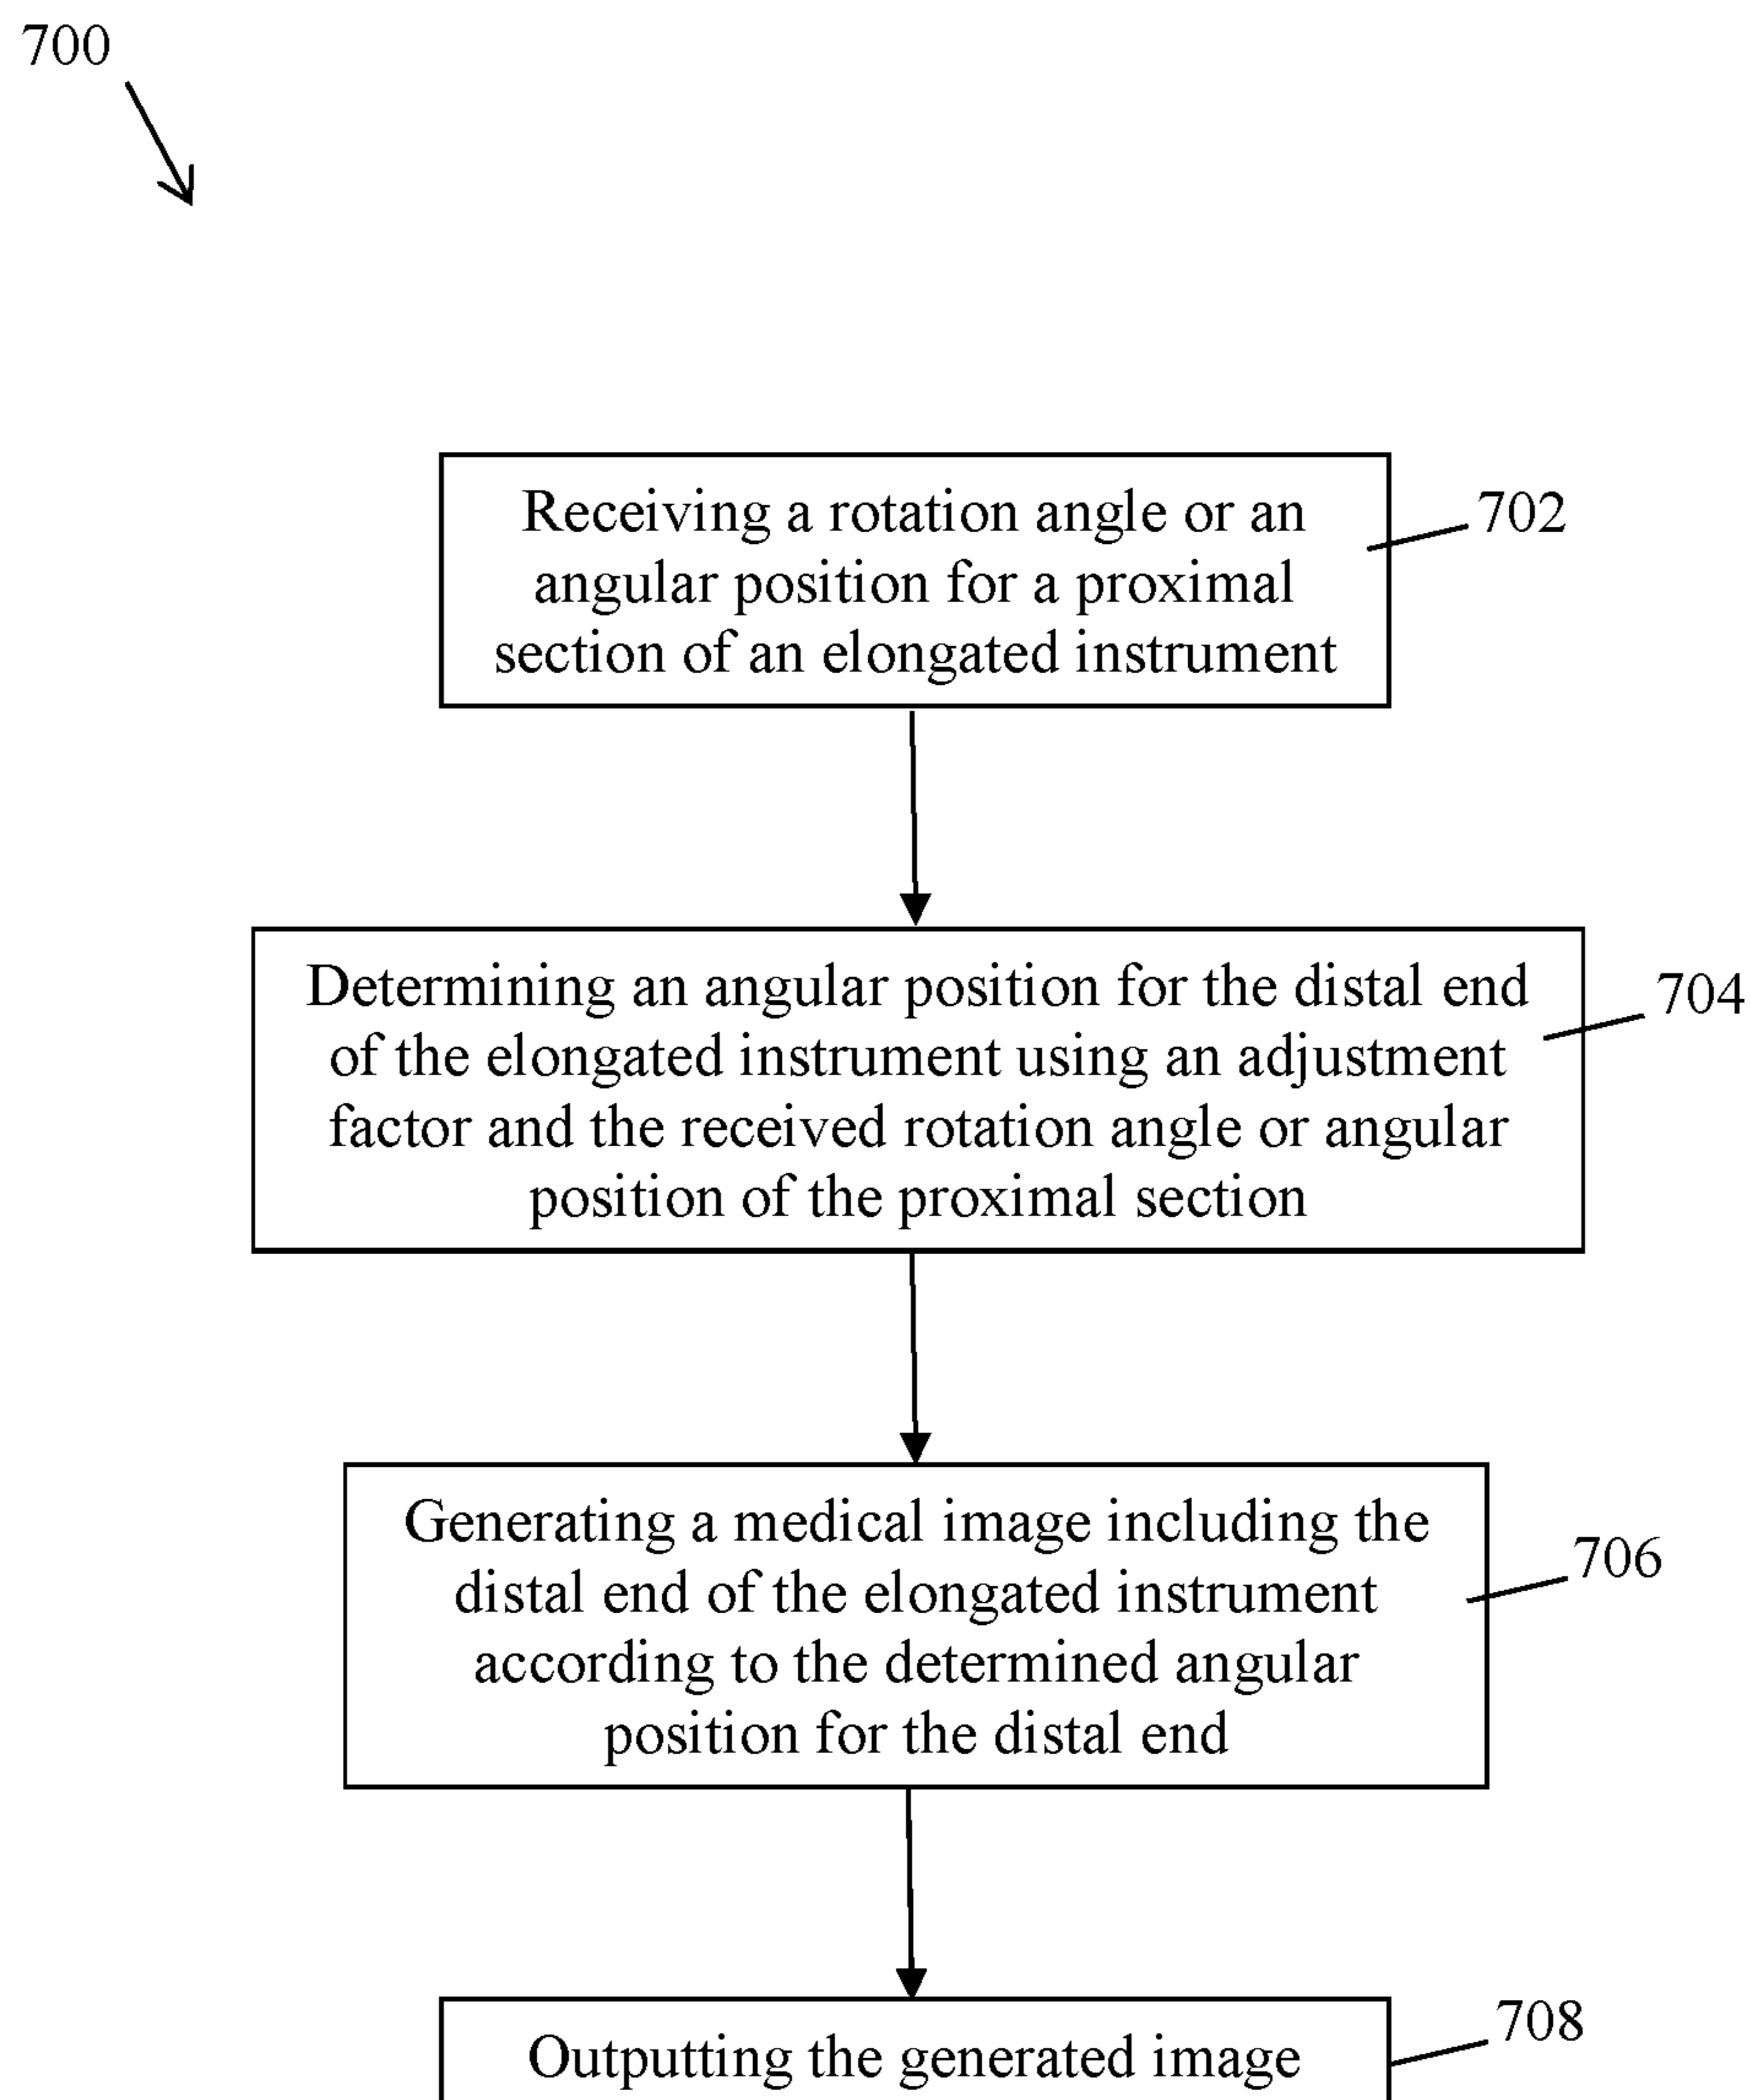 700
Receiving a rotation angle or an
angular position for a proximal
section of an elongated instrument
702
Determining an angular position for the distal end
of the elongated instrument using an adjustment
factor and the received rotation angle or angular
position of the proximal section
704
Generating a medical image including the
distal end of the elongated instrument
according to the determined angular
position for the distal end
706
Outputting the generated image
708